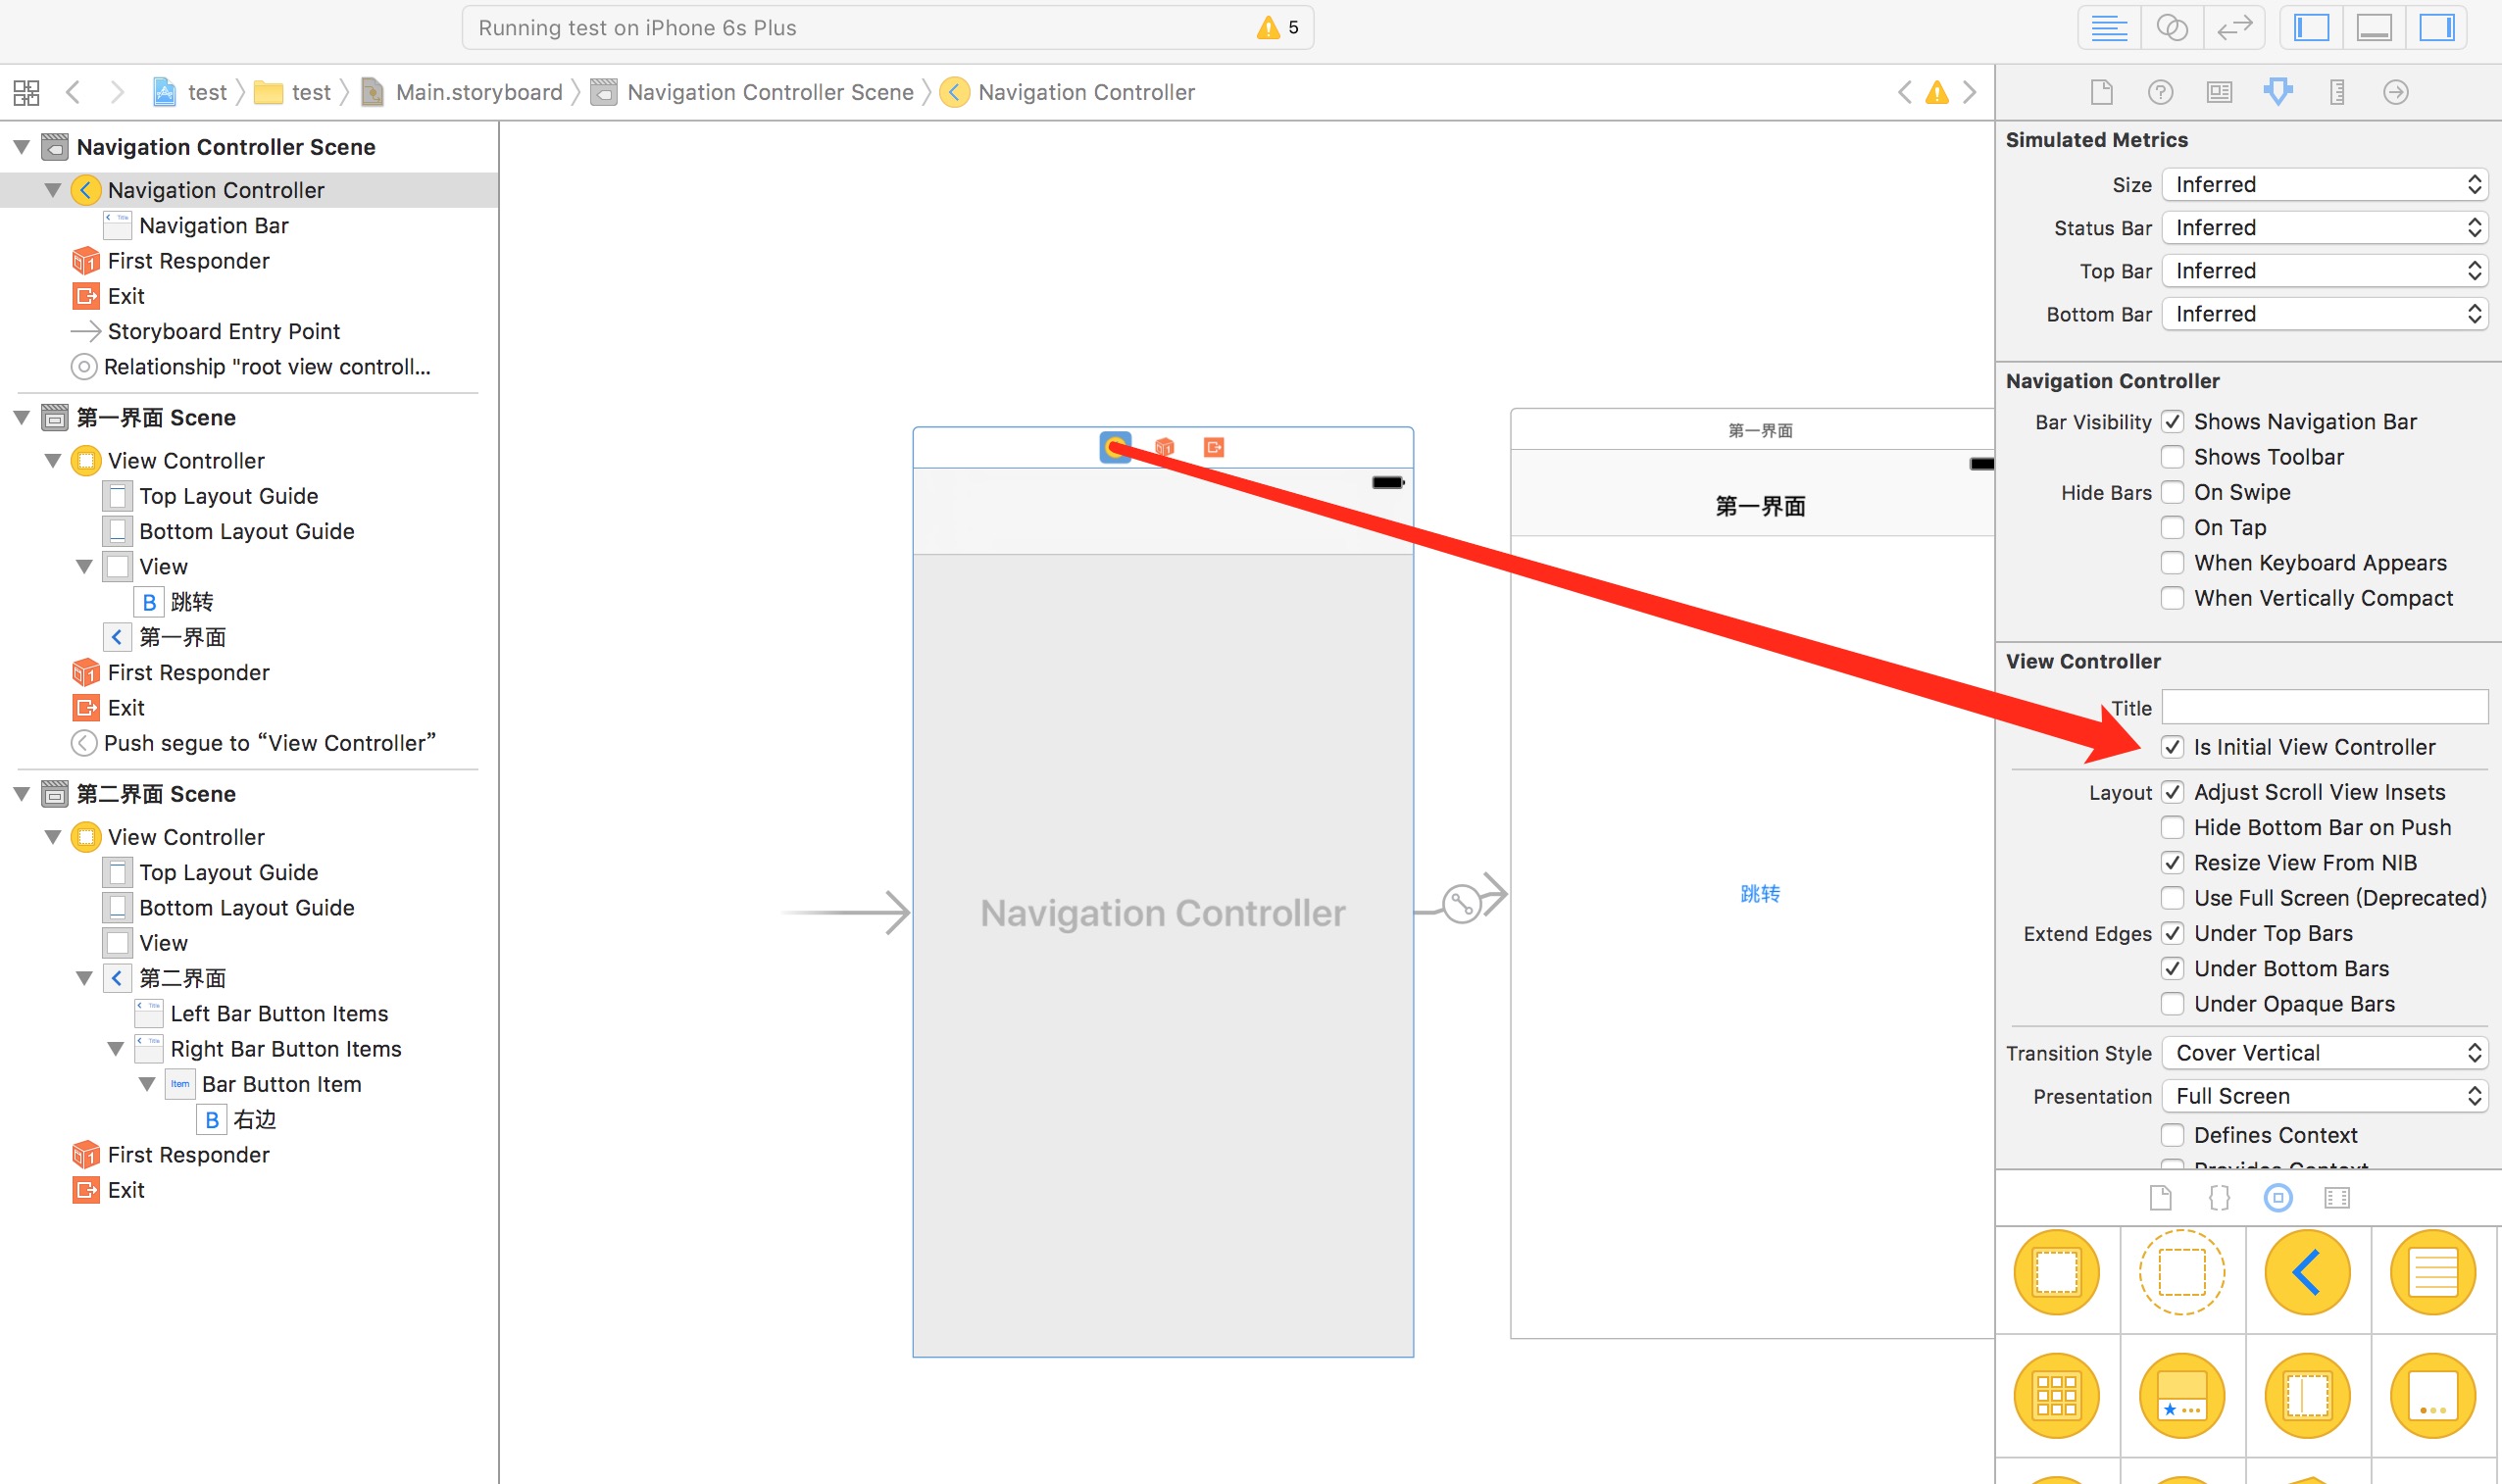 Running test on iPhone 6s Plus
5
test
test
Main.storyboard
Navigation Controller Scene
Navigation Controller
Navigation Controller Scene
Navigation Controller
Navigation Bar
First Responder
Exit
Storyboard Entry Point
Relationship "root view controll...
第一界面 Scene
View Controller
Top Layout Guide
Bottom Layout Guide
View
B 跳转
第一界面
First Responder
Exit
Push segue to “View Controller”
第二界面 Scene
View Controller
Top Layout Guide
Bottom Layout Guide
View
第二界面
Left Bar Button Items
Right Bar Button Items
Item Bar Button Item
B 右边
First Responder
Exit
Navigation Controller
第一界面
第一界面
跳转
Simulated Metrics
Size Inferred
Status Bar Inferred
Top Bar Inferred
Bottom Bar Inferred
Navigation Controller
Bar Visibility Shows Navigation Bar
Shows Toolbar
Hide Bars On Swipe
On Tap
When Keyboard Appears
When Vertically Compact
View Controller
Title
Is Initial View Controller
Layout Adjust Scroll View Insets
Hide Bottom Bar on Push
Resize View From NIB
Use Full Screen (Deprecated)
Extend Edges Under Top Bars
Under Bottom Bars
Under Opaque Bars
Transition Style Cover Vertical
Presentation Full Screen
Defines Context
Provides Context